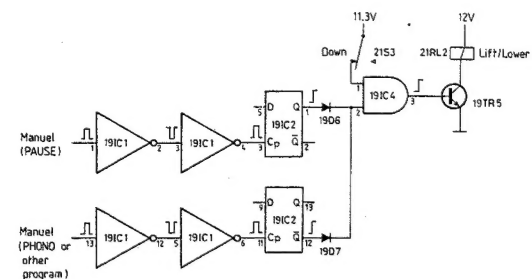 11.3V
12V
Down
21S3
21RL2
Lift/Lower
1
19IC4
2
3
19TR5
5
D
Q
1
19IC2
3
Cp
Q̅
2
19D6
Manuel
(PAUSE)
1
19IC1
2
3
19IC1
4
9
D
Q
13
19IC2
11
Cp
Q̅
12
19D7
Manuel
(PHONO or
other
program)
13
19IC1
12
5
19IC1
6